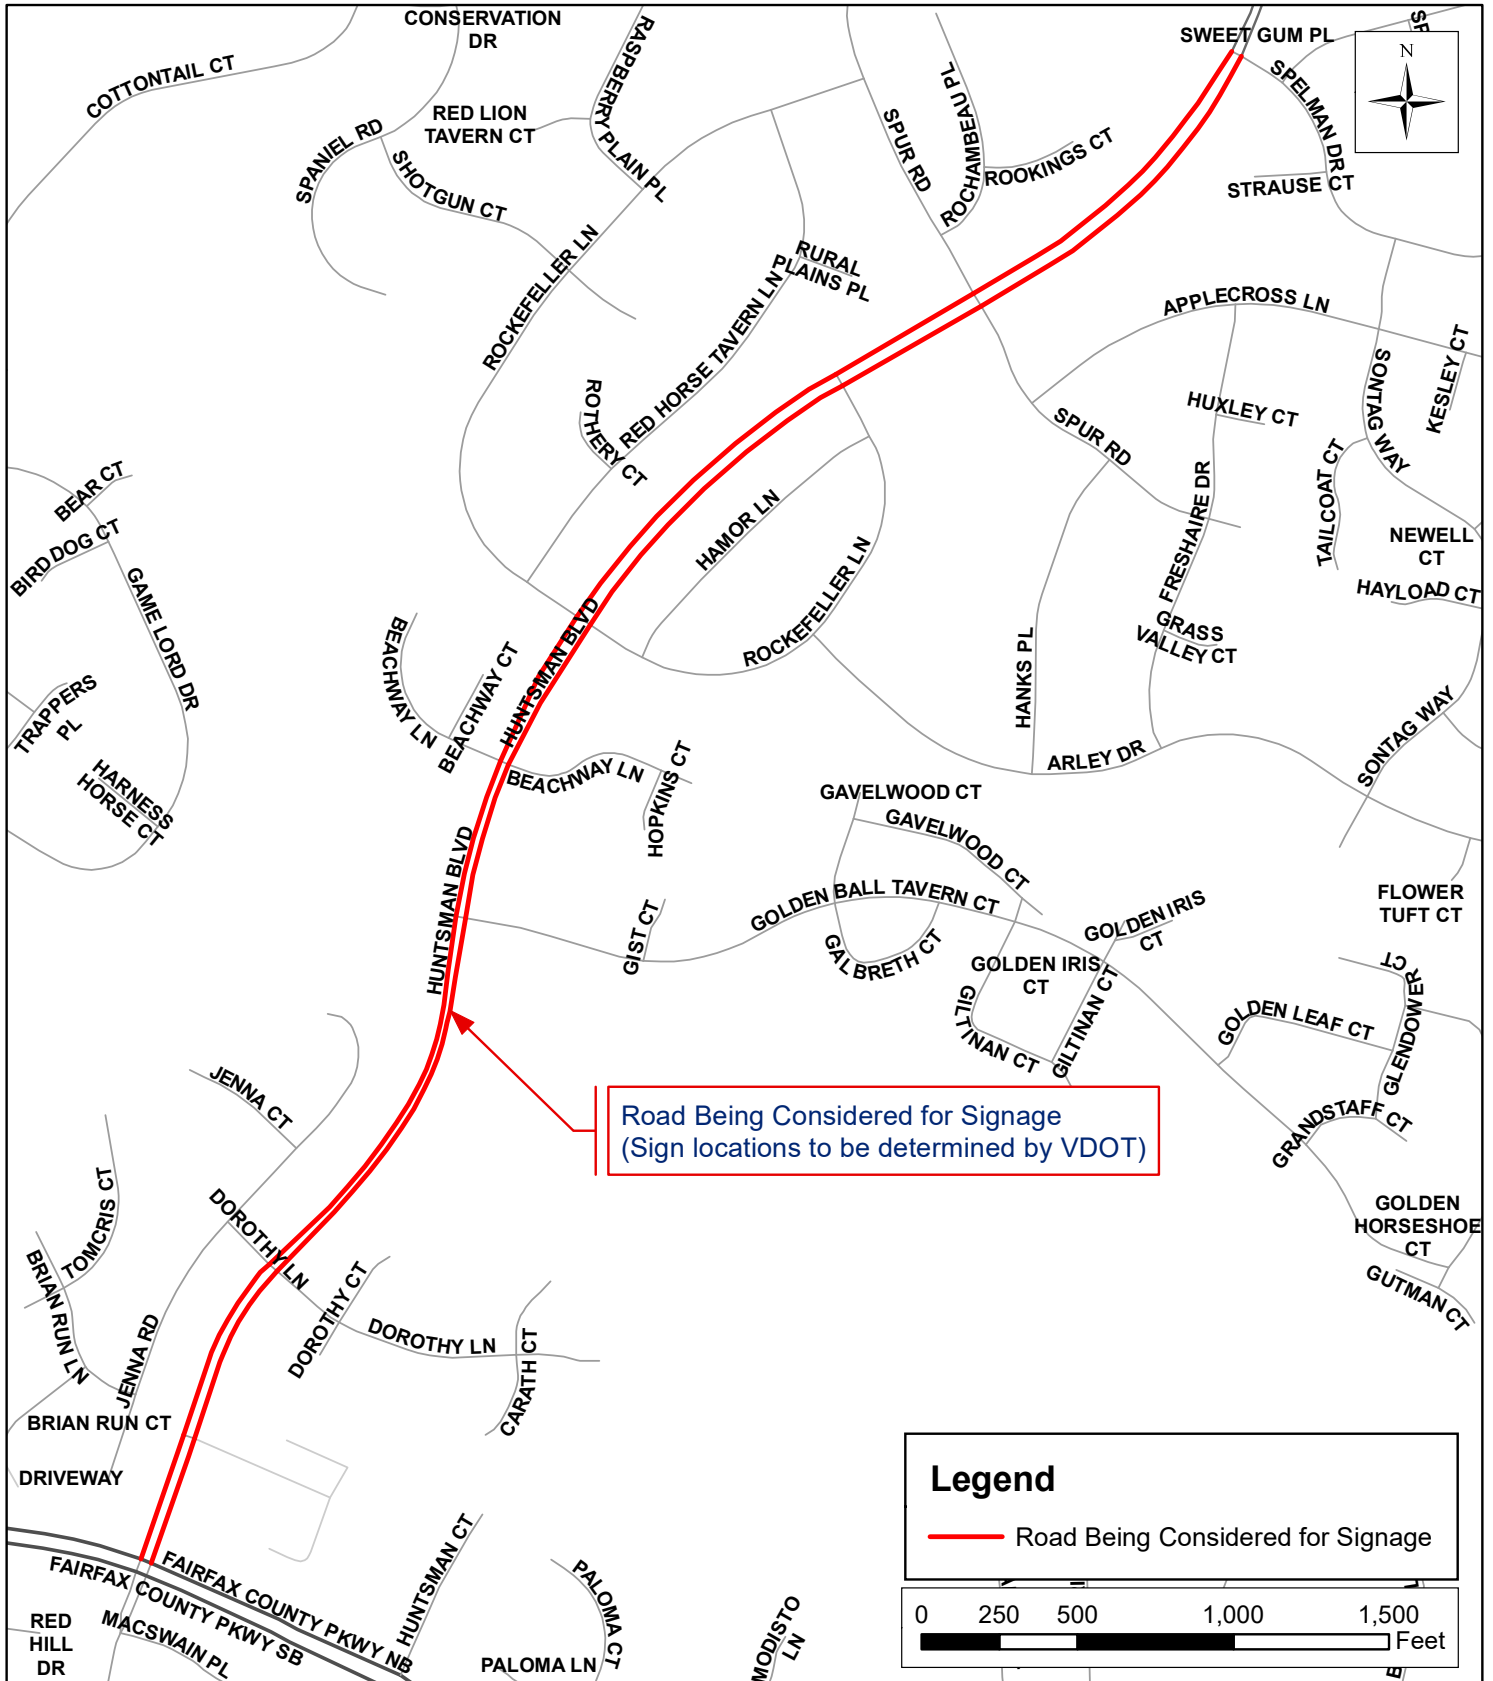 CONSERVATION
DR
COTTONTAIL CT
RASPBERRY PLAIN PL
SWEET GUM PL
SP
N
SPELMAN DR
RED LION
TAVERN CT
SPANIEL RD
SHOTGUN CT
SPUR RD
ROCHAMBEAU PL
ROOKINGS CT
STRAUSE CT
ROCKEFELLER LN
RURAL
PLAINS PL
RED HORSE TAVERN LN
APPLECROSS LN
SONTAG WAY
KESLEY CT
ROTHERY CT
HUXLEY CT
SPUR RD
TAILCOAT CT
BEAR CT
BIRD DOG CT
HAMOR LN
FRESHAIRE DR
NEWELL
CT
HAYLOAD CT
GAME LORD DR
ROCKEFELLER LN
GRASS
VALLEY CT
BEACHWAY LN
BEACHWAY CT
HUNTSMAN BLVD
HANKS PL
TRAPPERS
PL
SONTAG WAY
ARLEY DR
HARNESS
HORSE CT
BEACHWAY LN
HOPKINS CT
GAVELWOOD CT
GAVELWOOD CT
HUNTSMAN BLVD
GOLDEN BALL TAVERN CT
FLOWER
TUFT CT
GIST CT
GALBRETH CT
GOLDEN IRIS
CT
GOLDEN IRIS
CT
GILTINAN CT
GILTINAN CT
GLENDOWER CT
GOLDEN LEAF CT
JENNA CT
Road Being Considered for Signage
(Sign locations to be determined by VDOT)
GRANDSTAFF CT
TOMCRIS CT
DOROTHY LN
GOLDEN
HORSESHOE
CT
BRIAN RUN LN
DOROTHY CT
GUTMAN CT
JENNA RD
DOROTHY LN
CARATH CT
BRIAN RUN CT
DRIVEWAY
Legend
Road Being Considered for Signage
FAIRFAX COUNTY PKWY NB
FAIRFAX COUNTY PKWY SB
HUNTSMAN CT
PALOMA CT
MODISTO
LN
0 250 500 1,000 1,500
Feet
RED
HILL
DR
MACSWAIN PL
PALOMA LN